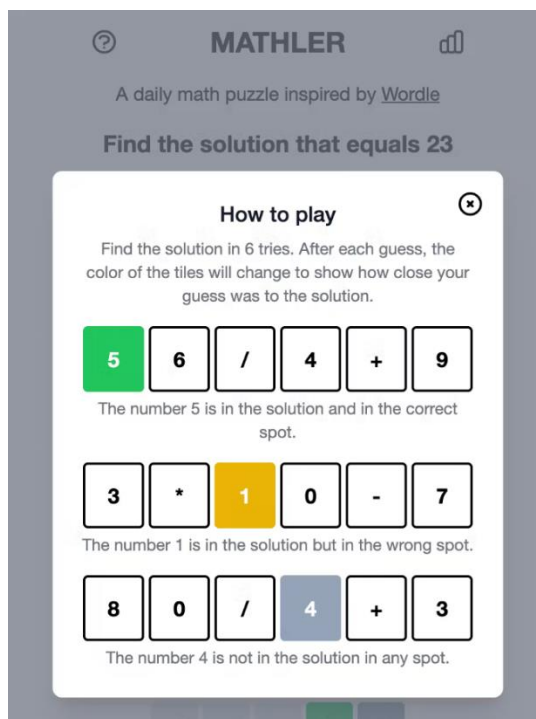 MATHLER
A daily math puzzle inspired by Wordle
Find the solution that equals 23
How to play
Find the solution in 6 tries. After each guess, the
color of the tiles will change to show how close your
guess was to the solution.
5 6 / 4 + 9
The number 5 is in the solution and in the correct
spot.
3 * 1 0 - 7
The number 1 is in the solution but in the wrong spot.
8 0 / 4 + 3
The number 4 is not in the solution in any spot.